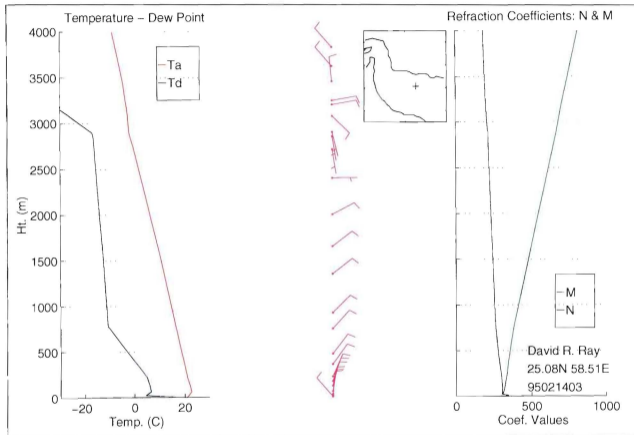 Temperature – Dew Point
Refraction Coefficients: N & M
4000
3500
3000
2500
2000
1500
1000
500
0
Ht. (m)
Ta
Td
−20
0
20
Temp. (C)
M
N
David R. Ray
25.08N 58.51E
95021403
0
500
1000
Coef. Values